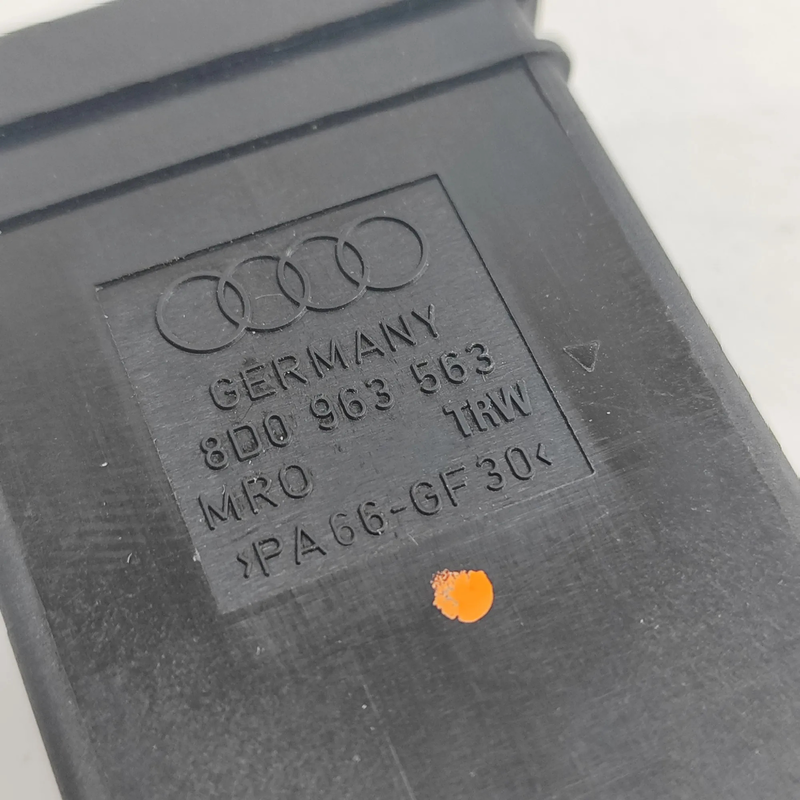 GERMANY
8D0 963 563
TRW
MRO
>PA66-GF30<